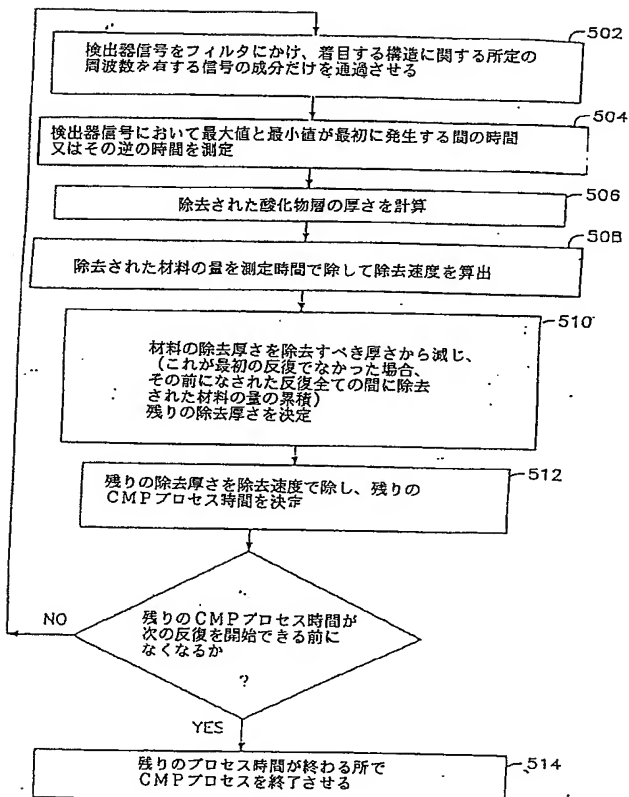 502
検出器信号をフィルタにかけ、着目する構造に関する所定の
周波数を有する信号の成分だけを通過させる
504
検出器信号において最大値と最小値が最初に発生する間の時間
又はその逆の時間を測定
506
除去された酸化物層の厚さを計算
508
除去された材料の量を測定時間で除して除去速度を算出
510
材料の除去厚さを除去すべき厚さから減じ、
(これが最初の反復でなかった場合、
その前になされた反復全ての間に除去
された材料の量の累積)
残りの除去厚さを決定
512
残りの除去厚さを除去速度で除し、残りの
CMPプロセス時間を決定
NO
残りのCMPプロセス時間が
次の反復を開始できる前に
なくなるか
?
YES
514
残りのプロセス時間が終わる所で
CMPプロセスを終了させる